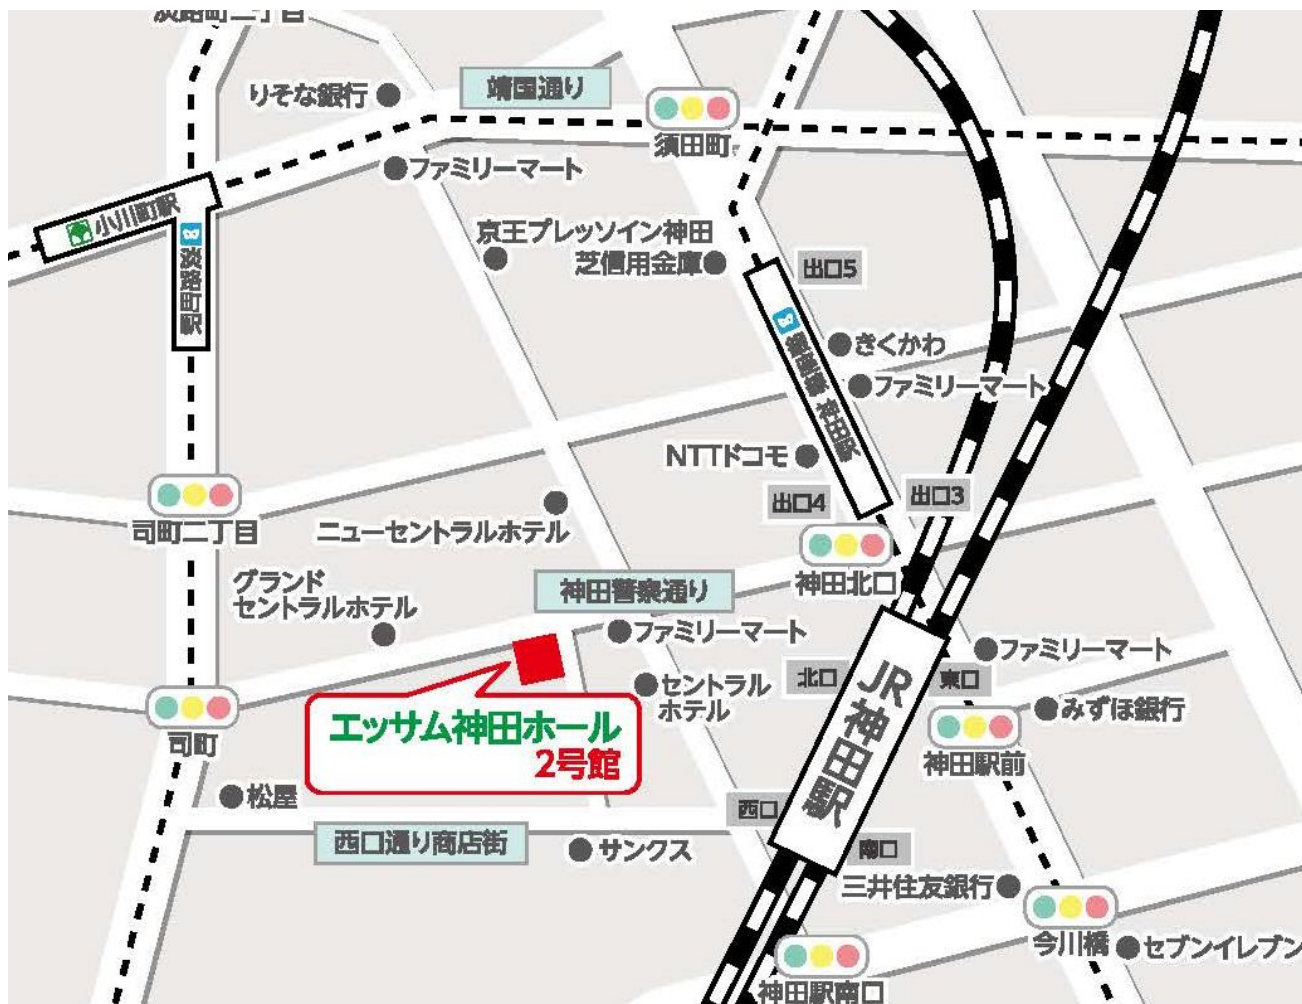 淡路町二丁目
りそな銀行
靖国通り
須田町
ファミリーマート
小川町駅
淡路町駅
京王プレッソイン神田
芝信用金庫
出口5
きくかわ
ファミリーマート
銀座線 神田駅
NTTドコモ
出口4
出口3
司町二丁目
ニューセントラルホテル
神田北口
グランド
セントラルホテル
神田警察通り
ファミリーマート
ファミリーマート
北口
JR神田駅
東口
セントラル
ホテル
みずほ銀行
司町
エッサム神田ホール
2号館
神田駅前
松屋
西口
西口通り商店街
サンクス
南口
三井住友銀行
今川橋
セブンイレブン
神田駅南口